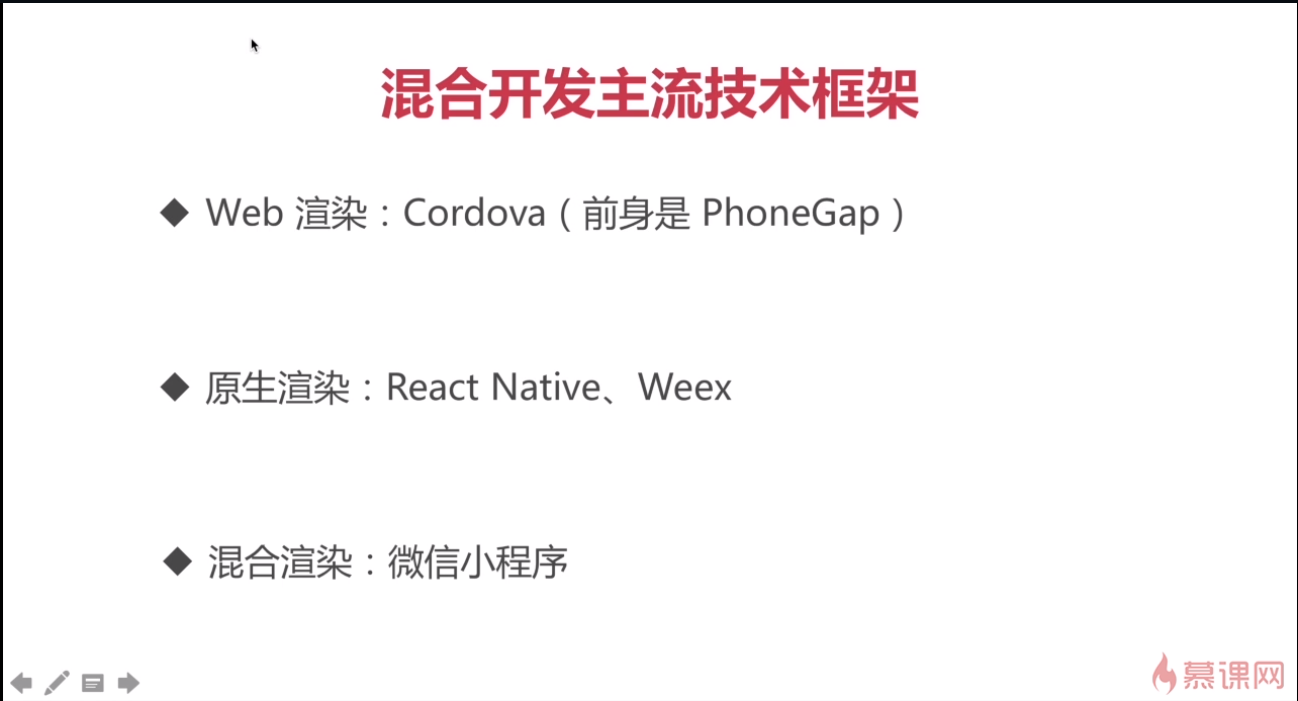 混合开发主流技术框架
◆ Web 渲染：Cordova（前身是 PhoneGap）
◆ 原生渲染：React Native、Weex
◆ 混合渲染：微信小程序
慕课网